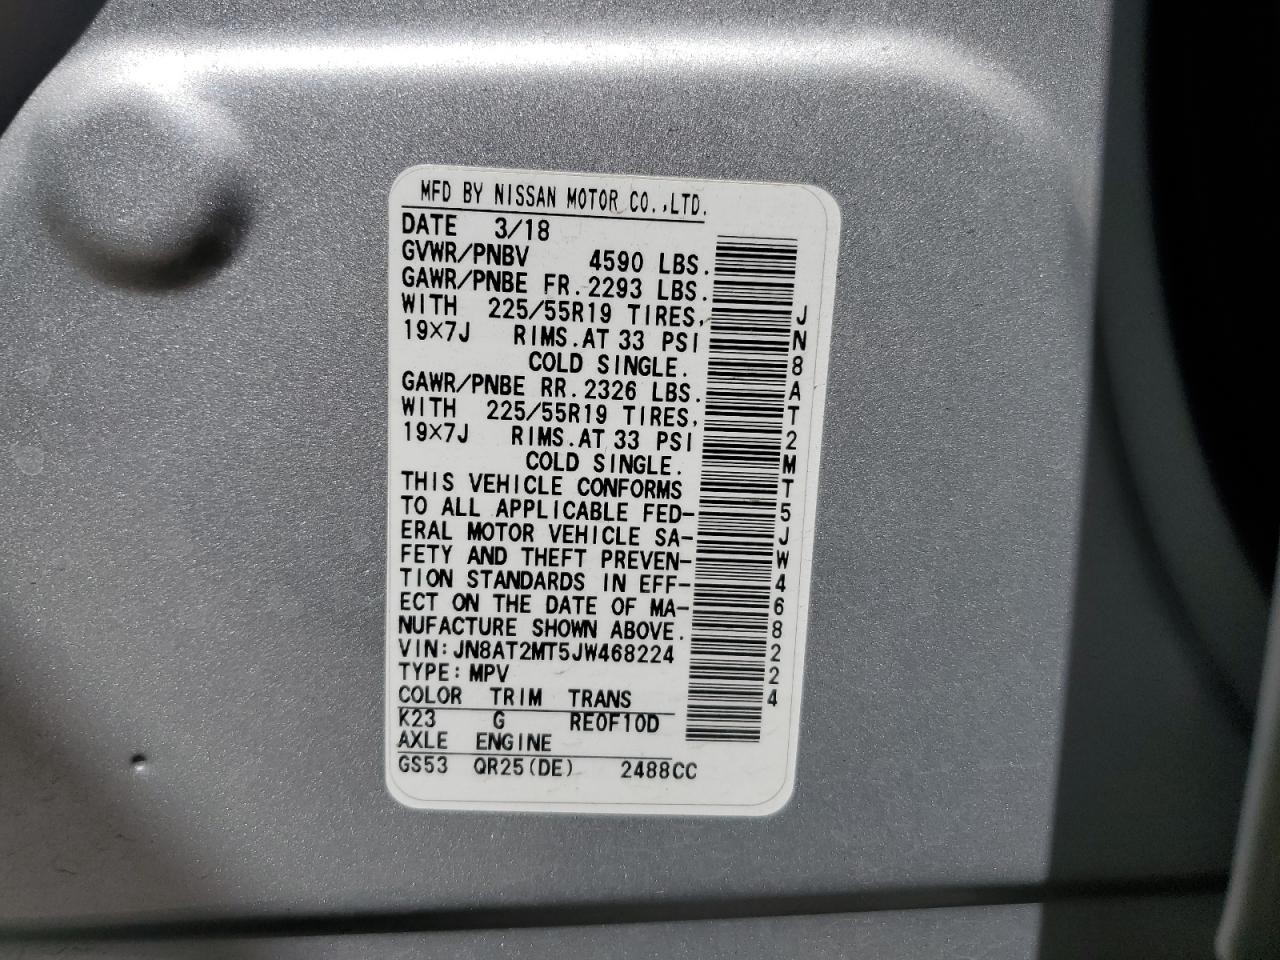 MFD BY NISSAN MOTOR CO.,LTD.
DATE 3/18
GVWR/PNBV 4590 LBS.
GAWR/PNBE FR.2293 LBS.
WITH 225/55R19 TIRES,
19×7J RIMS.AT 33 PSI
COLD SINGLE.
GAWR/PNBE RR.2326 LBS.
WITH 225/55R19 TIRES,
19×7J RIMS.AT 33 PSI
COLD SINGLE.
THIS VEHICLE CONFORMS
TO ALL APPLICABLE FED-
ERAL MOTOR VEHICLE SA-
FETY AND THEFT PREVEN-
TION STANDARDS IN EFF-
ECT ON THE DATE OF MA-
NUFACTURE SHOWN ABOVE.
VIN:JN8AT2MT5JW468224
TYPE:MPV
COLOR TRIM TRANS
K23 G RE0F10D
AXLE ENGINE
GS53 QR25(DE) 2488CC
JN8AT2MT5JW468224